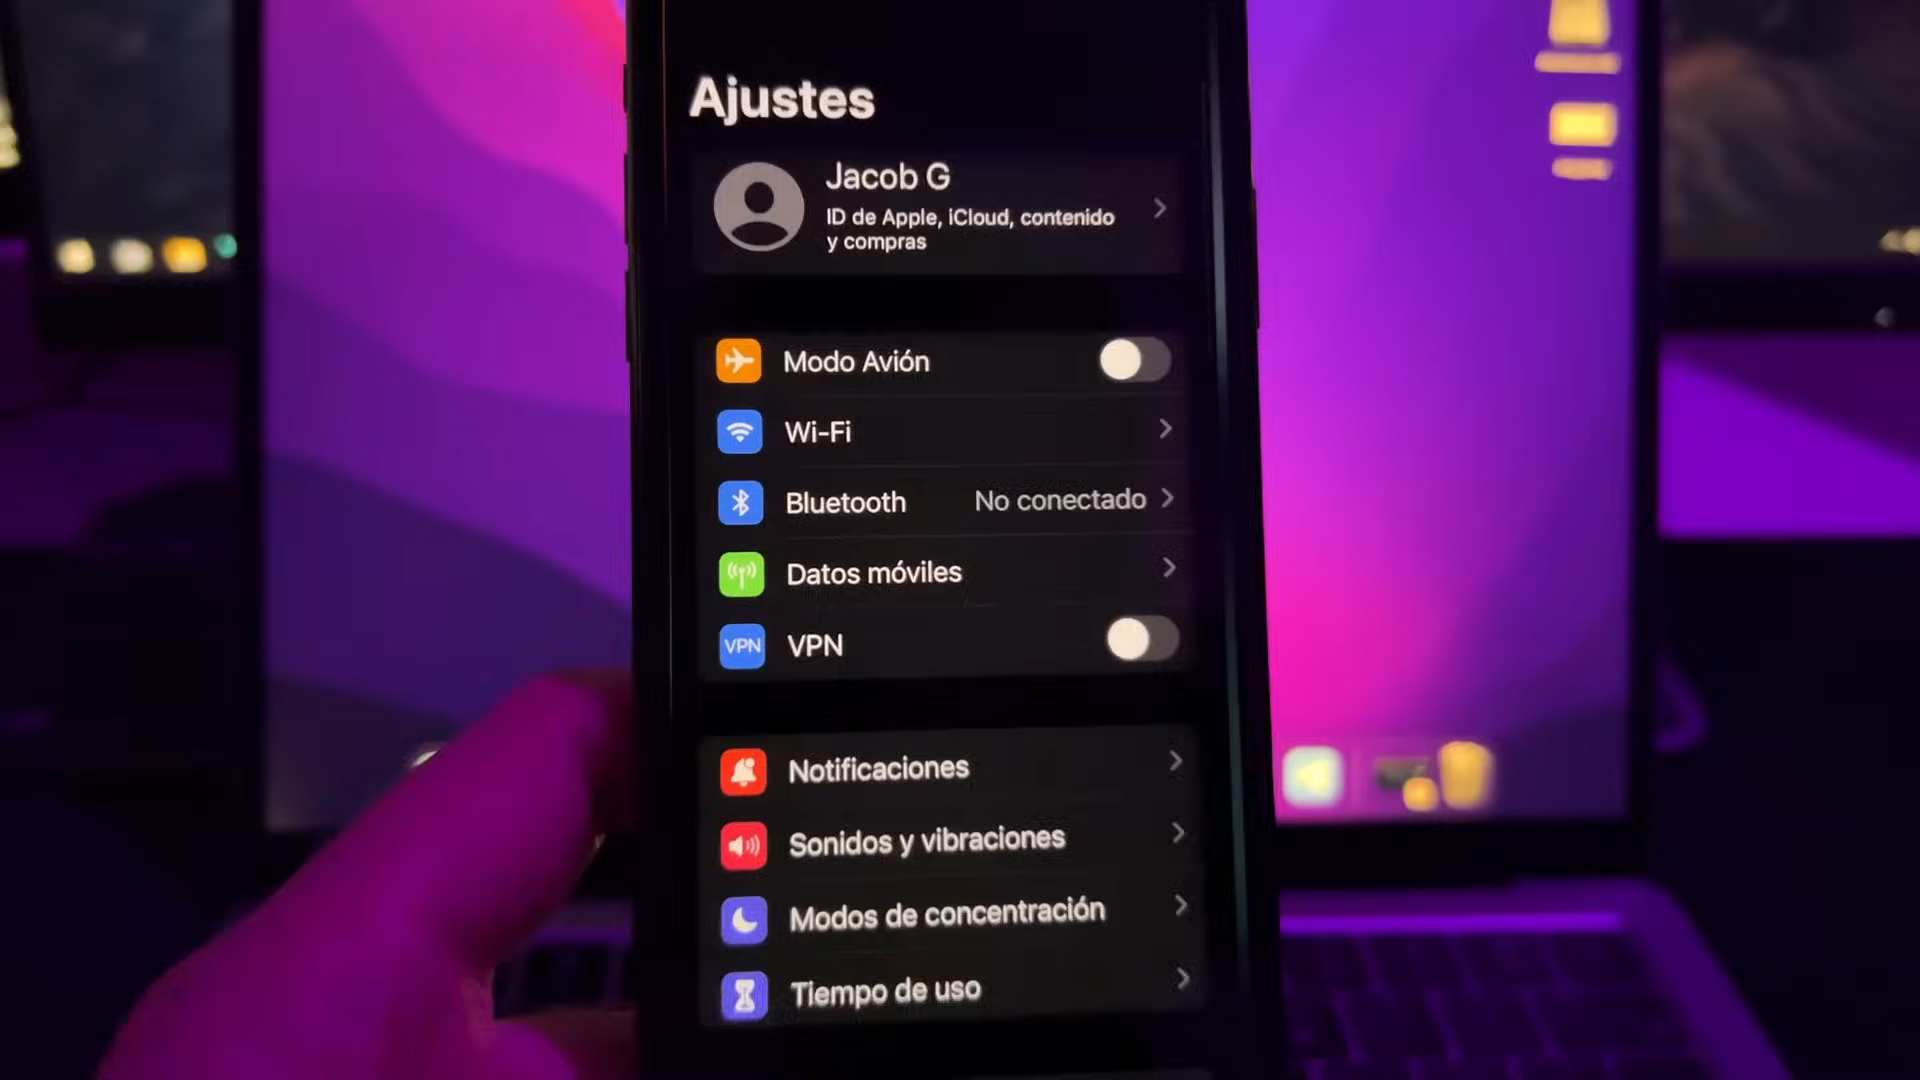 Ajustes
Jacob G
ID de Apple, iCloud, contenido
y compras
Modo Avión
Wi-Fi
Bluetooth No conectado
Datos móviles
VPN VPN
Notificaciones
Sonidos y vibraciones
Modos de concentración
Tiempo de uso